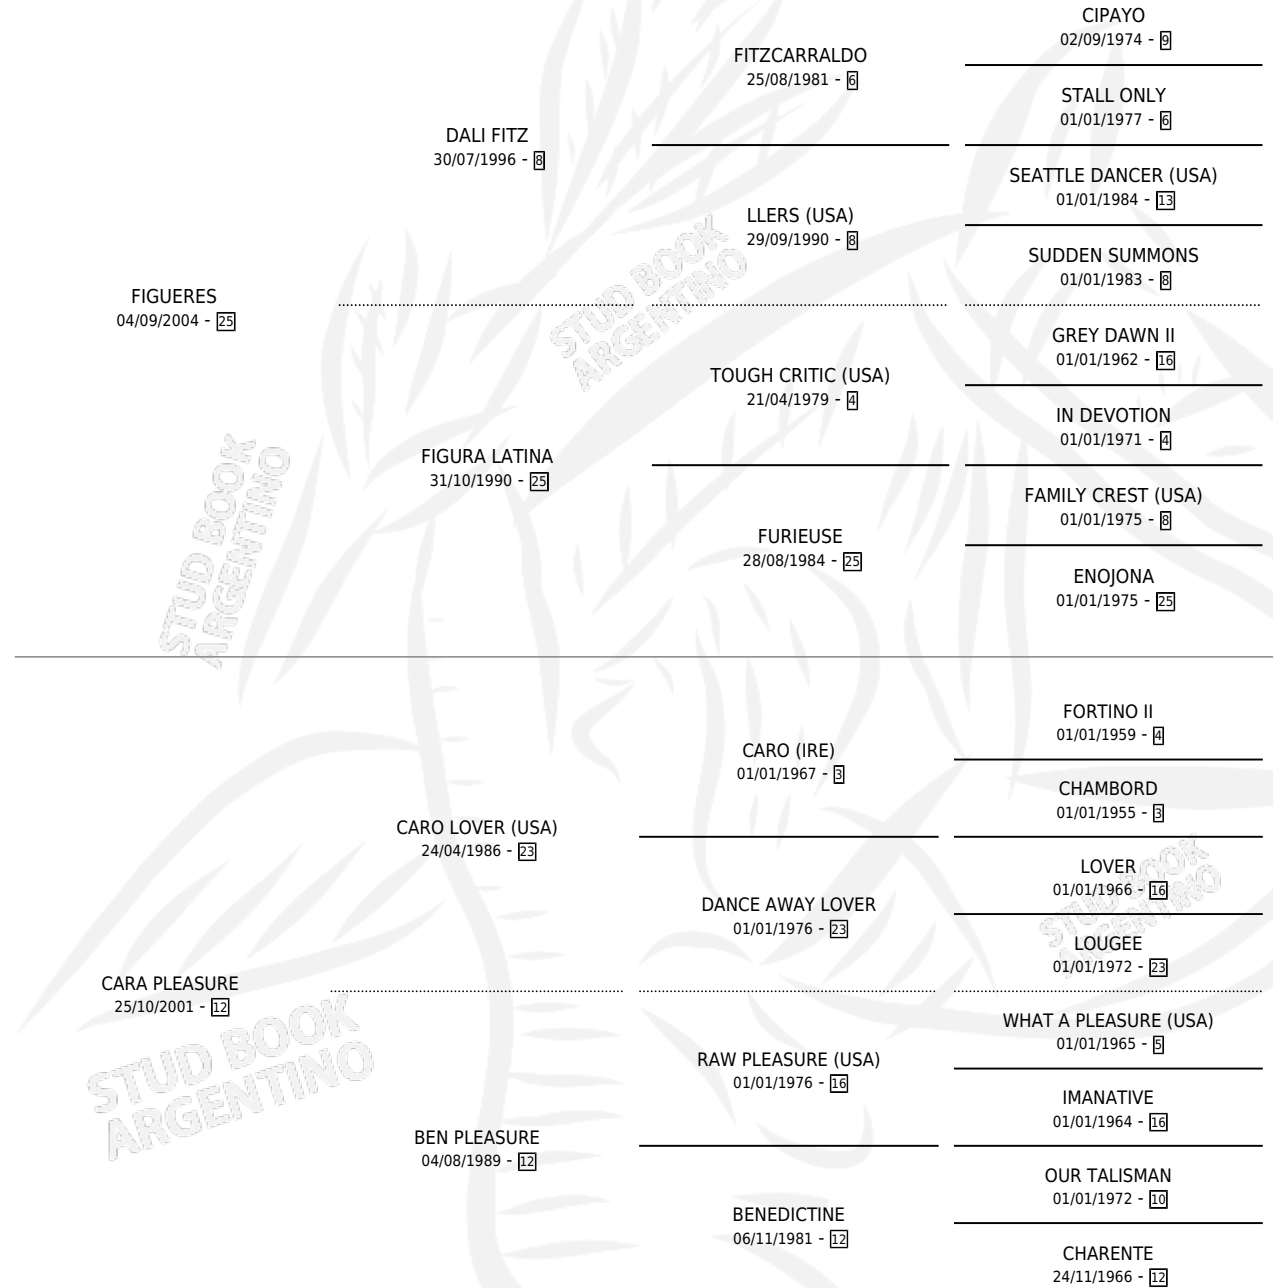 CIPAYO
02/09/1974 - 9
FITZCARRALDO
25/08/1981 - 6
STALL ONLY
01/01/1977 - 6
DALI FITZ
30/07/1996 - 8
SEATTLE DANCER (USA)
01/01/1984 - 13
LLERS (USA)
29/09/1990 - 8
SUDDEN SUMMONS
01/01/1983 - 8
FIGUERES
04/09/2004 - 25
STUD BOOK
ARGENTINO
GREY DAWN II
01/01/1962 - 16
TOUGH CRITIC (USA)
21/04/1979 - 4
IN DEVOTION
01/01/1971 - 4
FIGURA LATINA
31/10/1990 - 25
FAMILY CREST (USA)
01/01/1975 - 8
FURIEUSE
28/08/1984 - 25
ENOJONA
01/01/1975 - 25
STUD BOOK
ARGENTINO
FORTINO II
01/01/1959 - 4
CARO (IRE)
01/01/1967 - 3
CHAMBORD
01/01/1955 - 3
CARO LOVER (USA)
24/04/1986 - 23
LOVER
01/01/1966 - 16
DANCE AWAY LOVER
01/01/1976 - 23
LOUGEE
01/01/1972 - 23
STUD BOOK
ARGENTINO
CARA PLEASURE
25/10/2001 - 12
WHAT A PLEASURE (USA)
01/01/1965 - 5
RAW PLEASURE (USA)
01/01/1976 - 16
IMANATIVE
01/01/1964 - 16
STUD BOOK
ARGENTINO
BEN PLEASURE
04/08/1989 - 12
OUR TALISMAN
01/01/1972 - 10
BENEDICTINE
06/11/1981 - 12
CHARENTE
24/11/1966 - 12